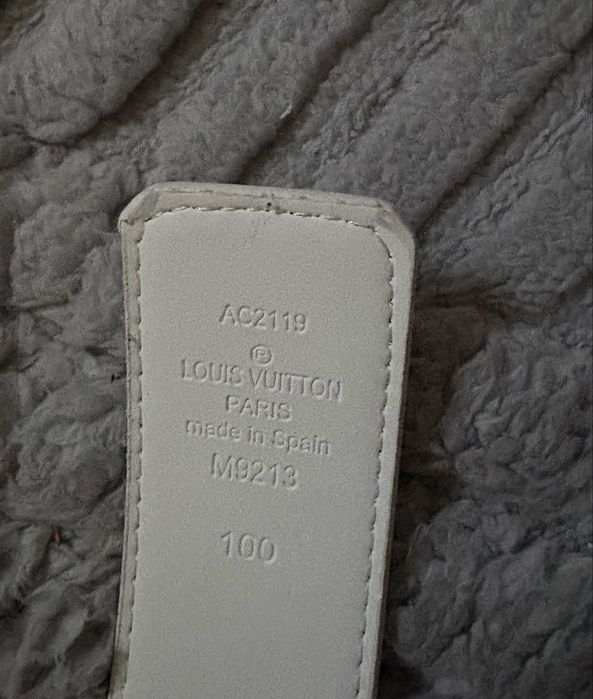 AC2119
®
LOUIS VUITTON
PARIS
made in Spain
M9213
100